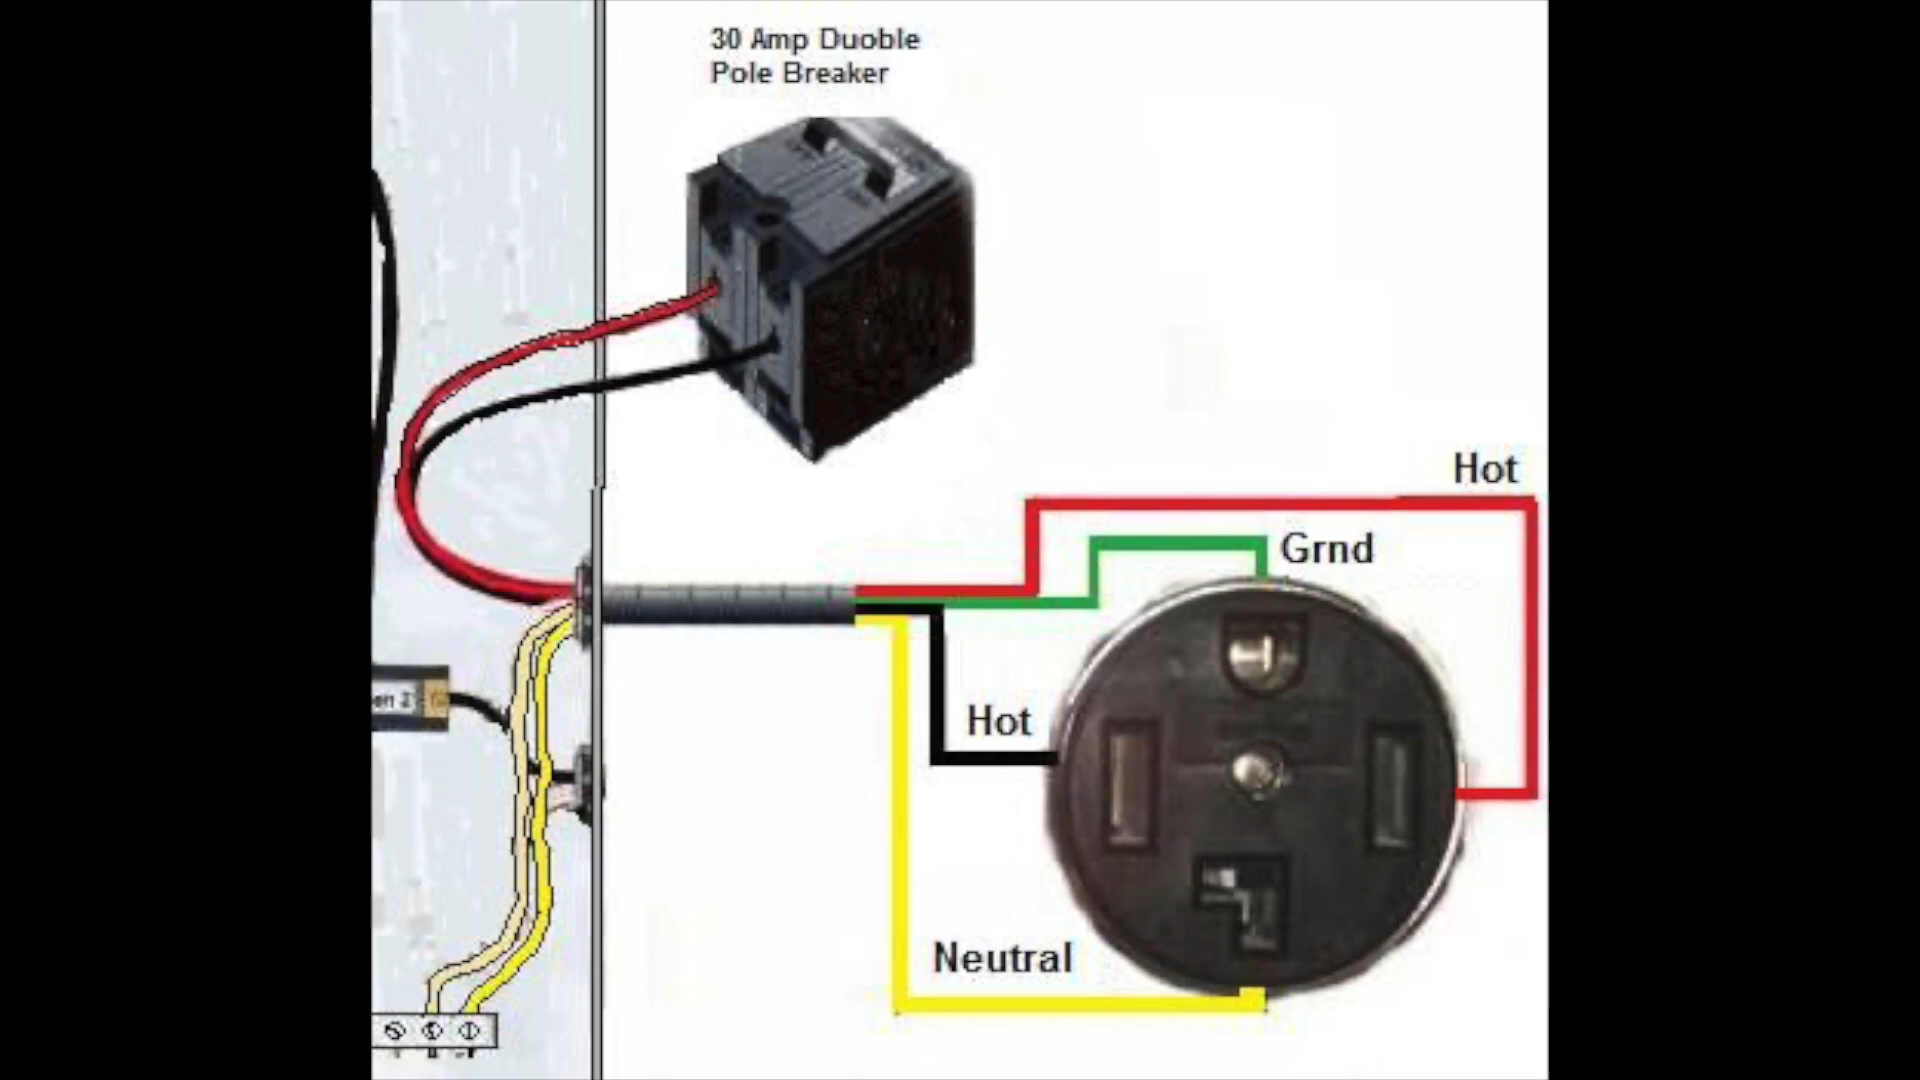 30 Amp Duoble
Pole Breaker
Hot
Grnd
Hot
Neutral